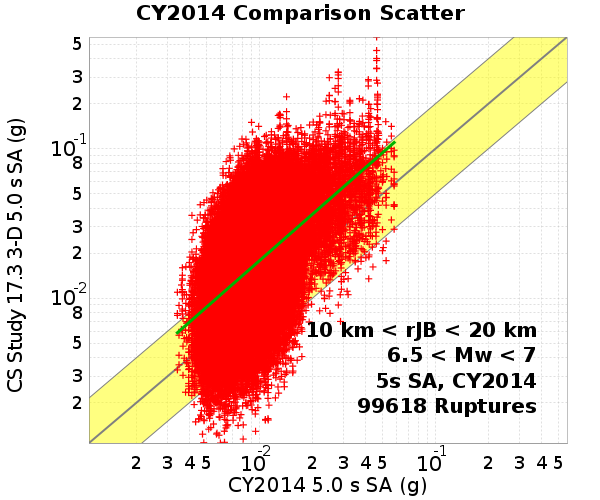 CY2014 Comparison Scatter
CS Study 17.3 3-D 5.0 s SA (g)
5
3
2
10-1
8
5
3
2
10-2
8
5
3
2
10 km < rJB < 20 km
6.5 < Mw < 7
5s SA, CY2014
99618 Ruptures
2 3 4 5 10-2 2 3 4 5 10-1 2 3 4 5
CY2014 5.0 s SA (g)